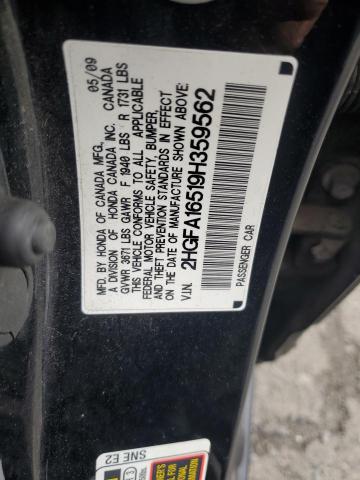 MFD. BY HONDA OF CANADA MFG. 05/09
A DIVISION OF HONDA CANADA INC. CANADA
GVWR 3671 LBS GAWR F 1940 LBS R 1731 LBS
THIS VEHICLE CONFORMS TO ALL APPLICABLE
FEDERAL MOTOR VEHICLE SAFETY, BUMPER,
AND THEFT PREVENTION STANDARDS IN EFFECT
ON THE DATE OF MANUFACTURE SHOWN ABOVE:
V.I.N. 2HGFA16519H359562
PASSENGER CAR
SNE E2